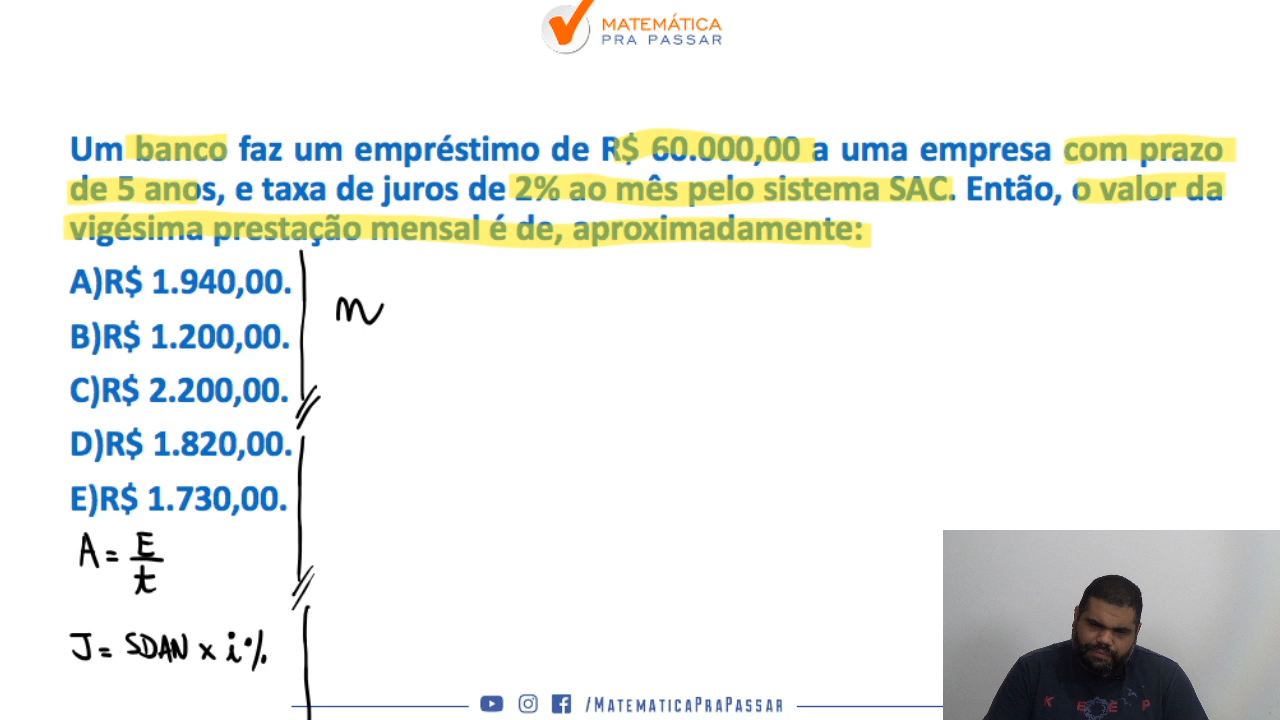 MATEMÁTICA
PRA PASSAR
Um banco faz um empréstimo de R$ 60.000,00 a uma empresa com prazo
de 5 anos, e taxa de juros de 2% ao mês pelo sistema SAC. Então, o valor da
vigésima prestação mensal é de, aproximadamente:
A)R$ 1.940,00.
B)R$ 1.200,00.
C)R$ 2.200,00.
D)R$ 1.820,00.
E)R$ 1.730,00.
m
A = E/t
J = SDAN x i%
/MATEMATICAPRAPASSAR